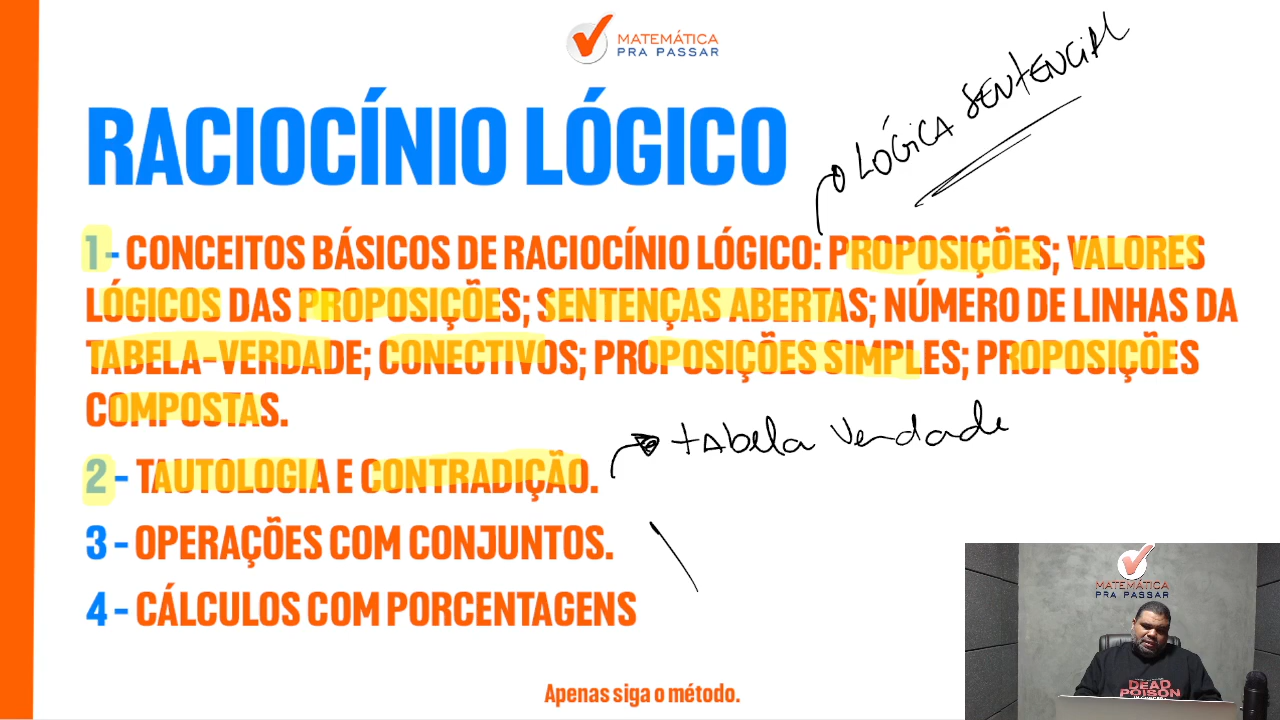 MATEMÁTICA
PRA PASSAR
LÓGICA SENTENCIAL
RACIOCÍNIO LÓGICO
1 - CONCEITOS BÁSICOS DE RACIOCÍNIO LÓGICO: PROPOSIÇÕES; VALORES
LÓGICOS DAS PROPOSIÇÕES; SENTENÇAS ABERTAS; NÚMERO DE LINHAS DA
TABELA-VERDADE; CONECTIVOS; PROPOSIÇÕES SIMPLES; PROPOSIÇÕES
COMPOSTAS.
tabela verdade
2 - TAUTOLOGIA E CONTRADIÇÃO.
3 - OPERAÇÕES COM CONJUNTOS.
4 - CÁLCULOS COM PORCENTAGENS
MATEMÁTICA
PRA PASSAR
DEAD
POISON
Apenas siga o método.